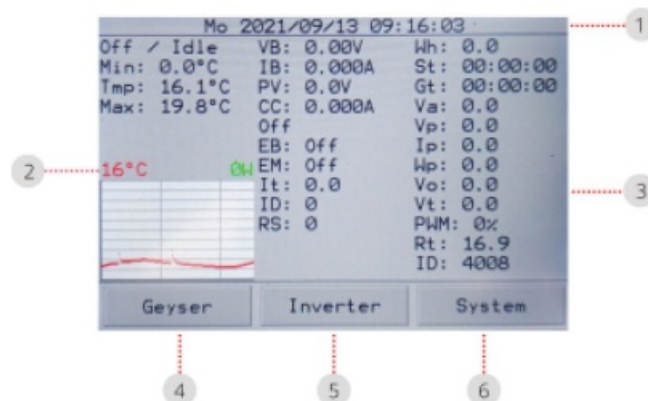 Mo 2021/09/13 09:16:03
1
Off / Idle
Min: 0.0°C
Tmp: 16.1°C
Max: 19.8°C
2
16°C
0W
VB: 0.00V
IB: 0.000A
PV: 0.0V
CC: 0.000A
Off
EB: Off
EM: Off
It: 0.0
ID: 0
RS: 0
Wh: 0.0
St: 00:00:00
Gt: 00:00:00
Va: 0.0
Vp: 0.0
Ip: 0.0
Wp: 0.0
Vo: 0.0
Vt: 0.0
PWM: 0%
Rt: 16.9
ID: 4008
3
Geyser
Inverter
System
4
5
6